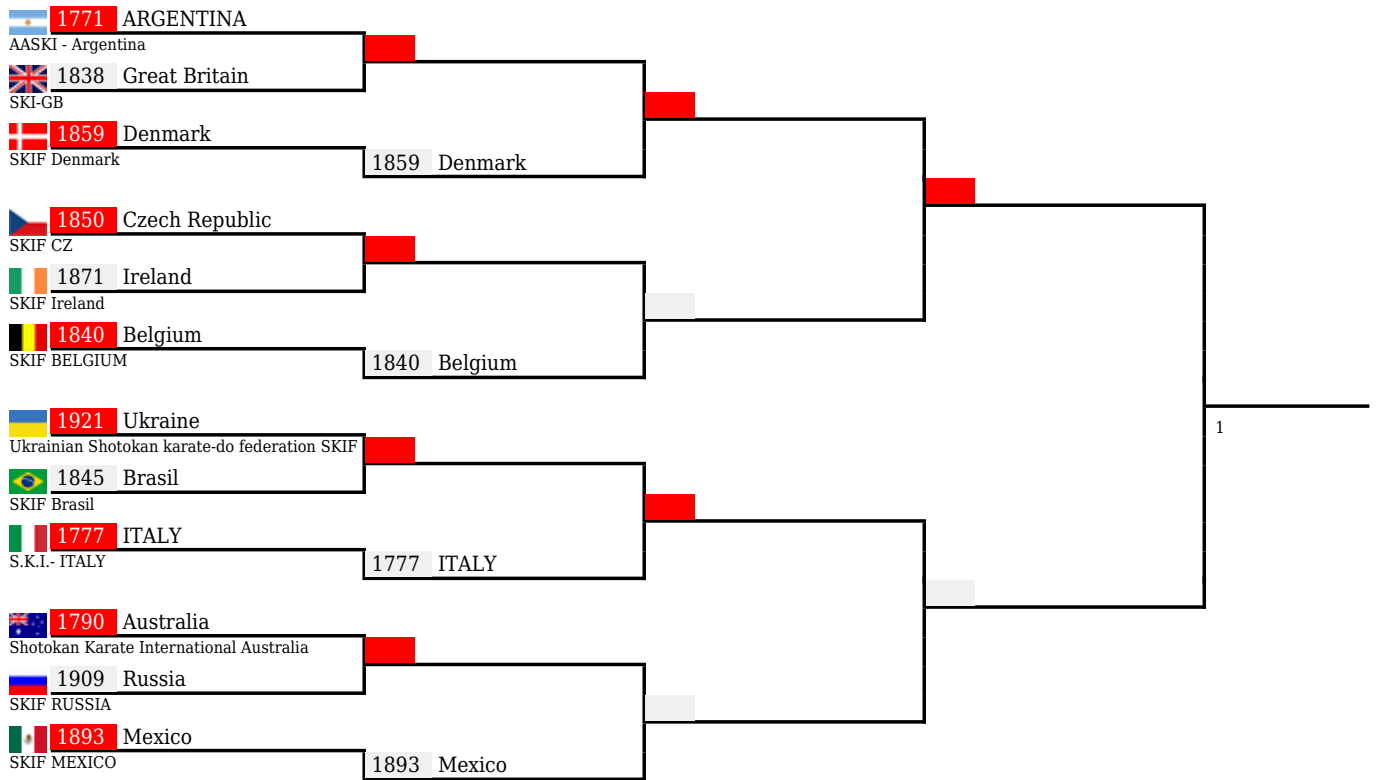 1771 ARGENTINA
AASKI - Argentina
1838 Great Britain
SKI-GB
1859 Denmark
SKIF Denmark
1859 Denmark
1850 Czech Republic
SKIF CZ
1871 Ireland
SKIF Ireland
1840 Belgium
SKIF BELGIUM
1840 Belgium
1921 Ukraine
Ukrainian Shotokan karate-do federation SKIF
1
1845 Brasil
SKIF Brasil
1777 ITALY
S.K.I.- ITALY
1777 ITALY
1790 Australia
Shotokan Karate International Australia
1909 Russia
SKIF RUSSIA
1893 Mexico
SKIF MEXICO
1893 Mexico